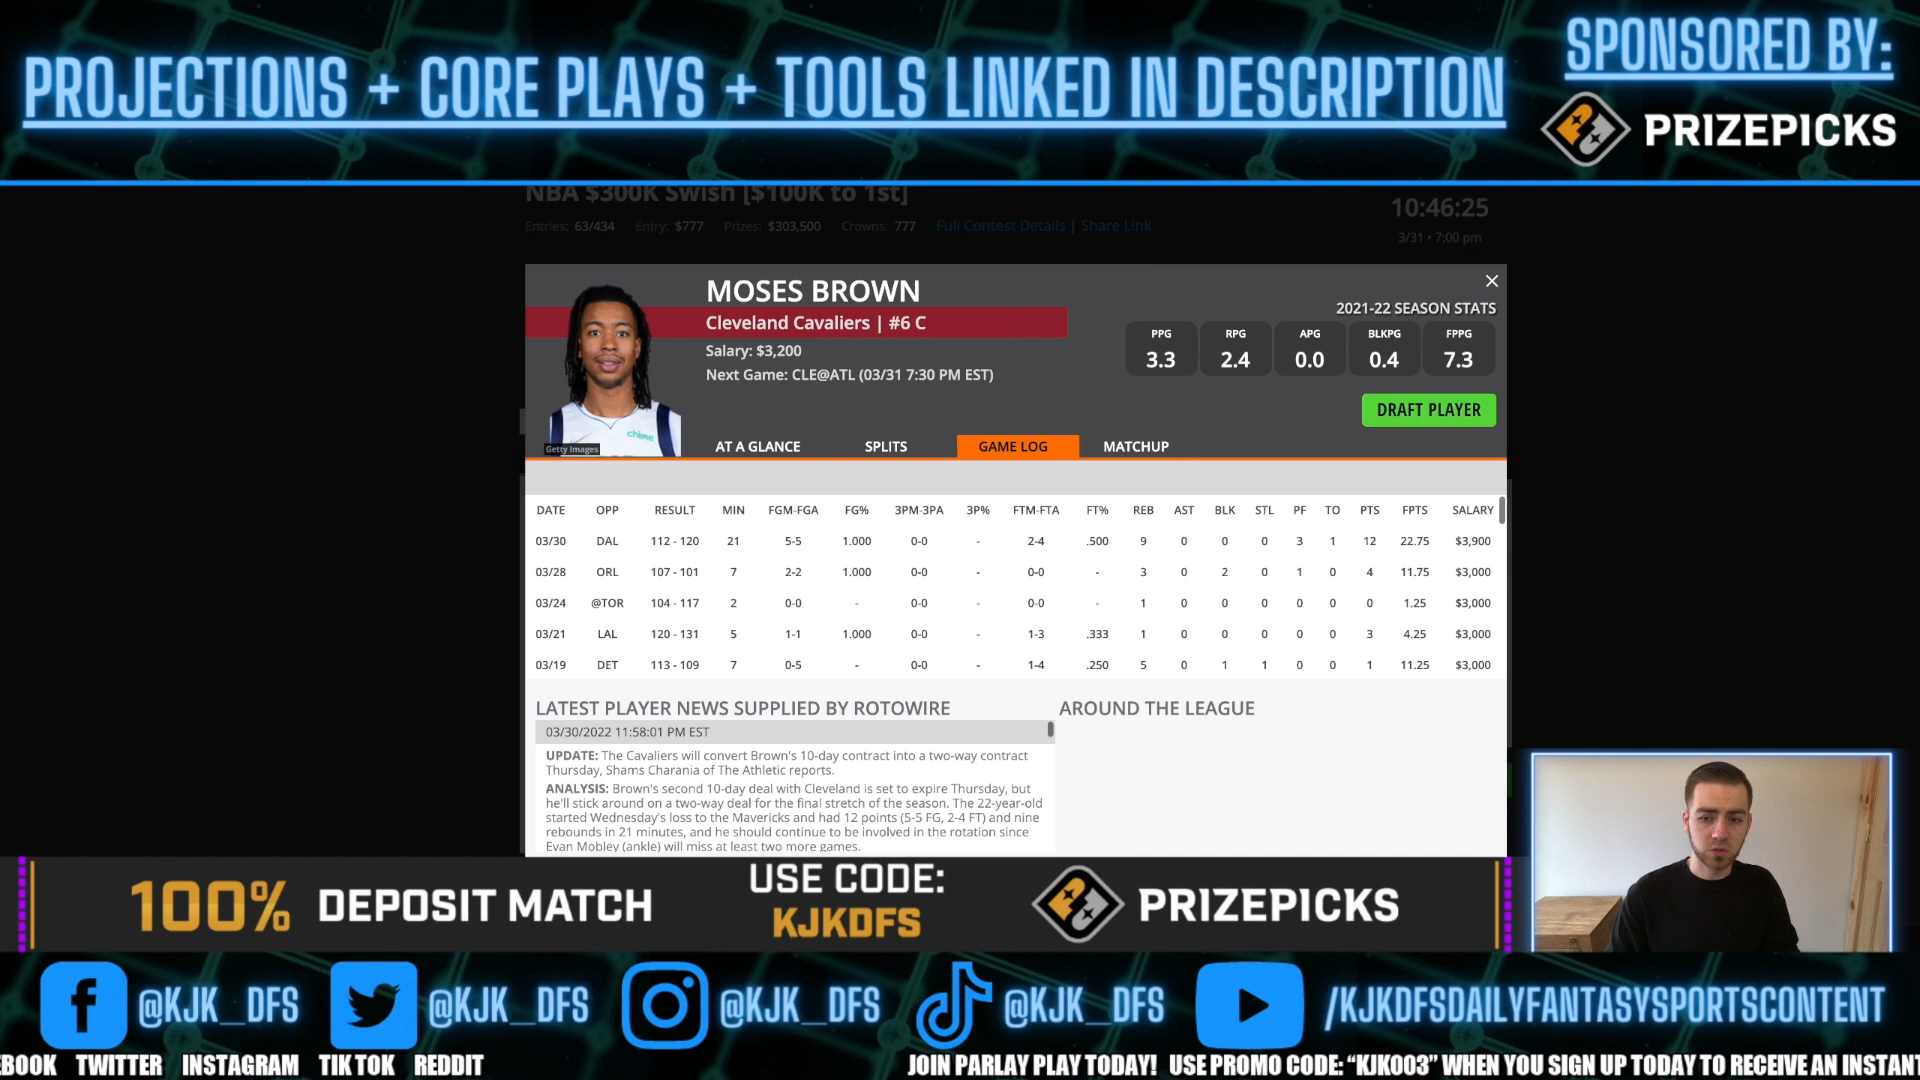 PROJECTIONS + CORE PLAYS + TOOLS LINKED IN DESCRIPTION
SPONSORED BY:
PRIZEPICKS
NBA $300K Swish [$100K to 1st]
Entries: 63/434 Entry: $777 Prizes: $303,500 Crowns: 777 Full Contest Details | Share Link
10:46:25
3/31 • 7:00 pm
MOSES BROWN
Cleveland Cavaliers | #6 C
Salary: $3,200
Next Game: CLE@ATL (03/31 7:30 PM EST)
2021-22 SEASON STATS
PPG RPG APG BLKPG FPPG
3.3 2.4 0.0 0.4 7.3
DRAFT PLAYER
Getty Images
chime
AT A GLANCE SPLITS GAME LOG MATCHUP
DATE OPP RESULT MIN FGM-FGA FG% 3PM-3PA 3P% FTM-FTA FT% REB AST BLK STL PF TO PTS FPTS SALARY
03/30 DAL 112 - 120 21 5-5 1.000 0-0 - 2-4 .500 9 0 0 0 3 1 12 22.75 $3,900
03/28 ORL 107 - 101 7 2-2 1.000 0-0 - 0-0 - 3 0 2 0 1 0 4 11.75 $3,000
03/24 @TOR 104 - 117 2 0-0 - 0-0 - 0-0 - 1 0 0 0 0 0 0 1.25 $3,000
03/21 LAL 120 - 131 5 1-1 1.000 0-0 - 1-3 .333 1 0 0 0 0 0 3 4.25 $3,000
03/19 DET 113 - 109 7 0-5 - 0-0 - 1-4 .250 5 0 1 1 0 0 1 11.25 $3,000
LATEST PLAYER NEWS SUPPLIED BY ROTOWIRE
AROUND THE LEAGUE
03/30/2022 11:58:01 PM EST
UPDATE: The Cavaliers will convert Brown's 10-day contract into a two-way contract
Thursday, Shams Charania of The Athletic reports.
ANALYSIS: Brown's second 10-day deal with Cleveland is set to expire Thursday, but
he'll stick around on a two-way deal for the final stretch of the season. The 22-year-old
started Wednesday's loss to the Mavericks and had 12 points (5-5 FG, 2-4 FT) and nine
rebounds in 21 minutes, and he should continue to be involved in the rotation since
Evan Mobley (ankle) will miss at least two more games.
100% DEPOSIT MATCH
USE CODE:
KJKDFS
PRIZEPICKS
@KJK_DFS @KJK_DFS @KJK_DFS @KJK_DFS /KJKDFSDAILYFANTASYSPORTSCONTENT
EBOOK TWITTER INSTAGRAM TIKTOK REDDIT JOIN PARLAY PLAY TODAY! USE PROMO CODE: "KJK003" WHEN YOU SIGN UP TODAY TO RECEIVE AN INSTANT